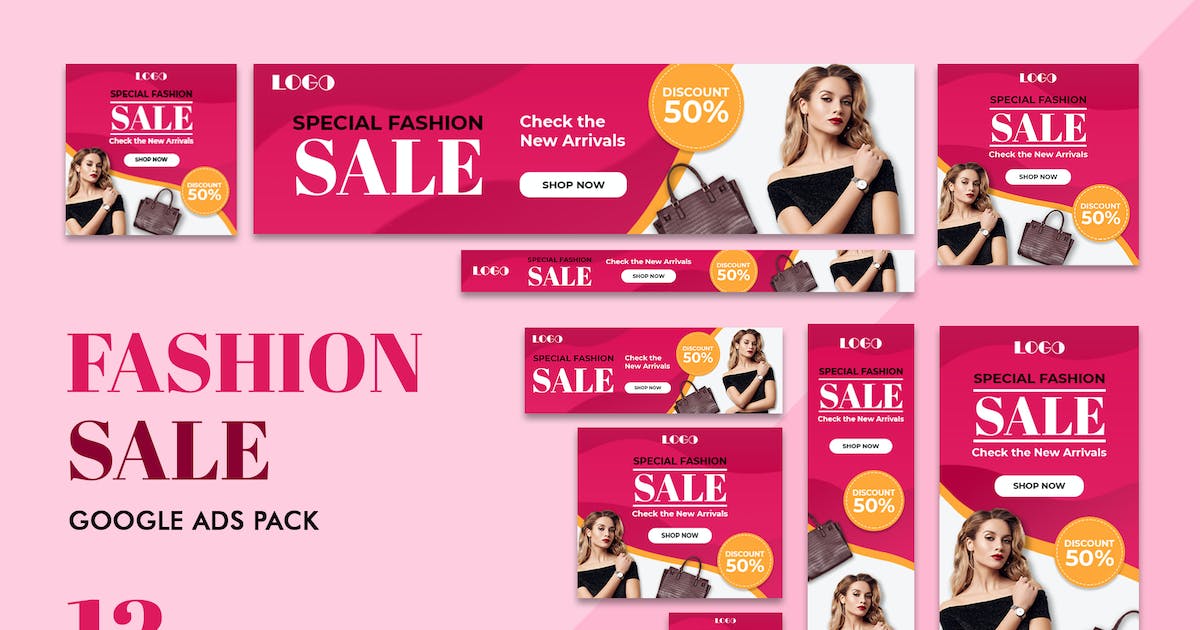 LOGO
SPECIAL FASHION
SALE
Check the New Arrivals
SHOP NOW
DISCOUNT
50%
LOGO
SPECIAL FASHION
SALE
Check the
New Arrivals
SHOP NOW
DISCOUNT
50%
LOGO
SPECIAL FASHION
SALE
Check the New Arrivals
SHOP NOW
DISCOUNT
50%
LOGO
SPECIAL FASHION
SALE
Check the New Arrivals
SHOP NOW
DISCOUNT
50%
FASHION
SALE
GOOGLE ADS PACK
12
LOGO
SPECIAL FASHION
SALE
Check the
New Arrivals
SHOP NOW
DISCOUNT
50%
LOGO
SPECIAL FASHION
SALE
Check the New Arrivals
SHOP NOW
DISCOUNT
50%
LOGO
SPECIAL FASHION
SALE
Check the New Arrivals
SHOP NOW
DISCOUNT
50%
LOGO
SPECIAL FASHION
SALE
Check the New Arrivals
SHOP NOW
DISCOUNT
50%
LOGO